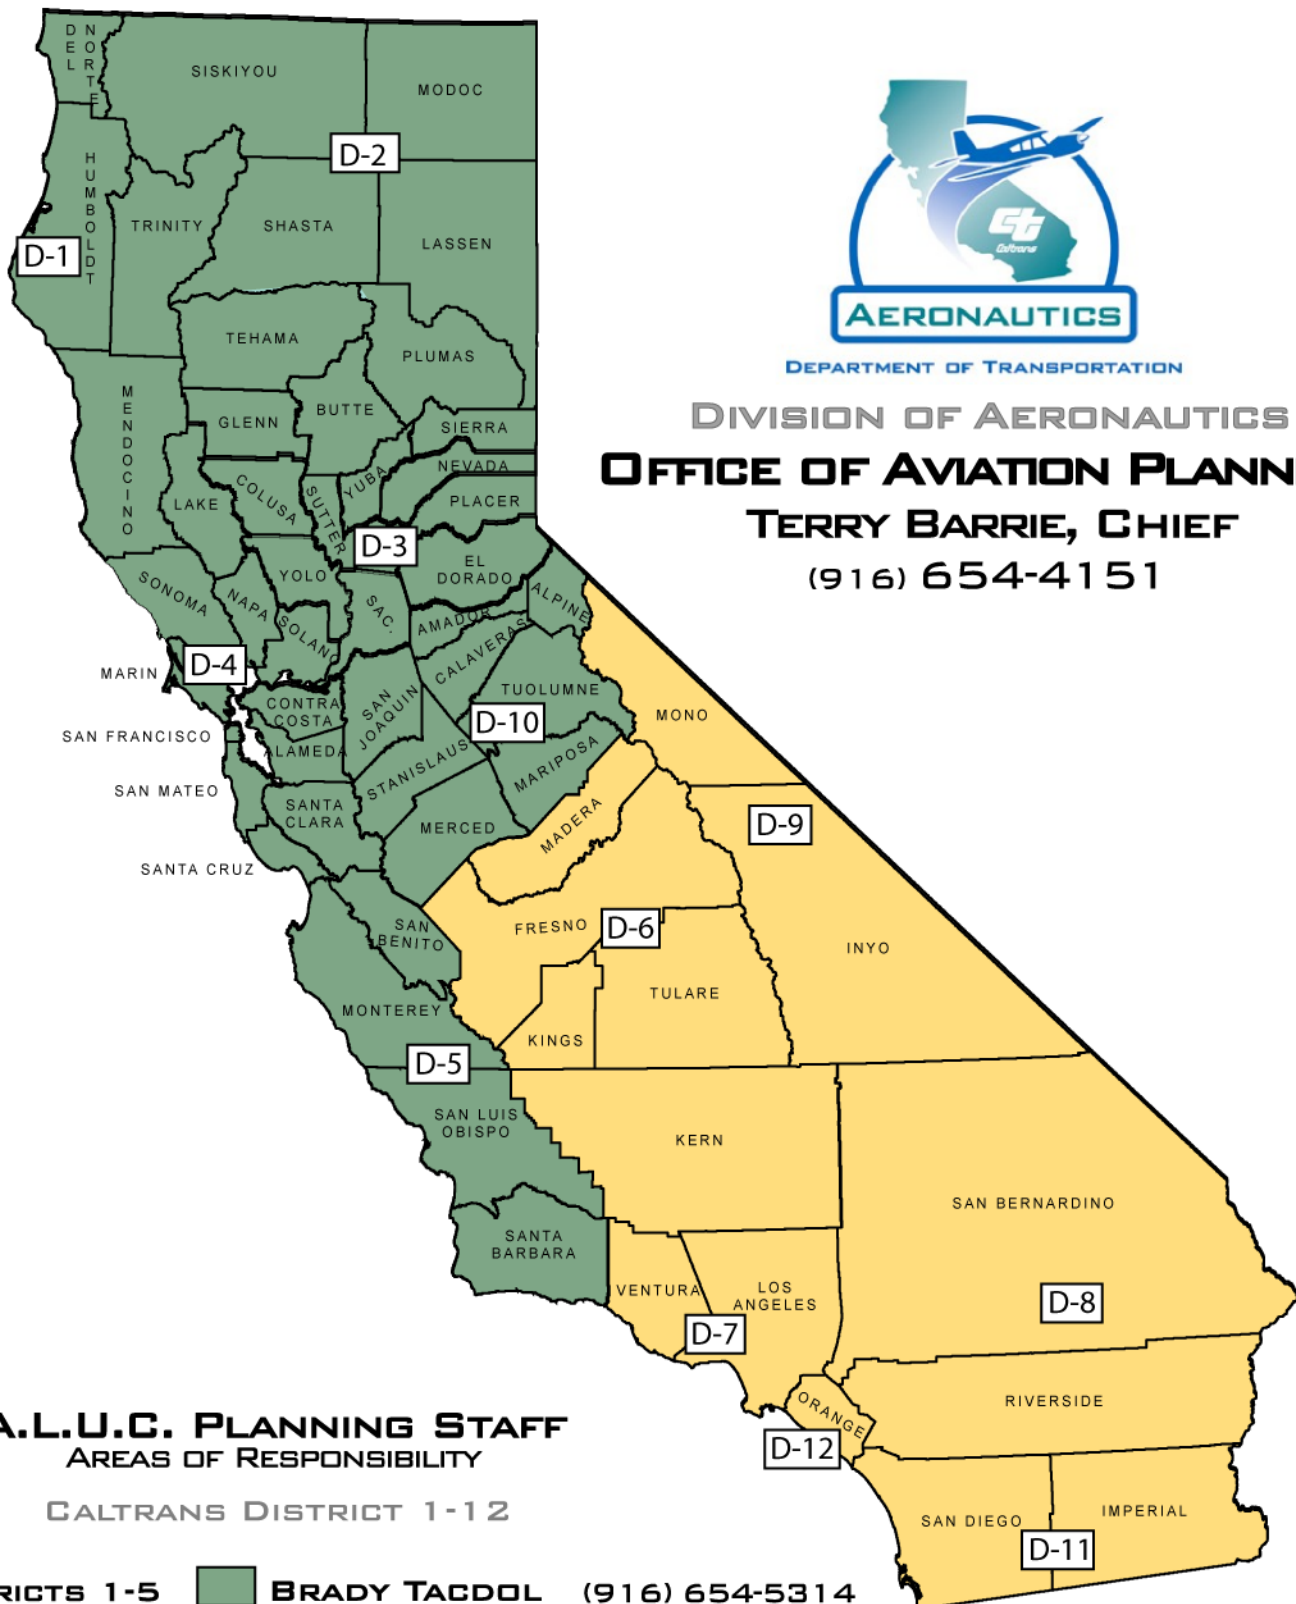 DEL NORTE
SISKIYOU
MODOC
HUMBOLDT
D-2
TRINITY
SHASTA
LASSEN
D-1
TEHAMA
PLUMAS
MENDOCINO
GLENN
BUTTE
SIERRA
NEVADA
YUBA
PLACER
LAKE
COLUSA
SUTTER
D-3
EL
DORADO
YOLO
SONOMA
NAPA
SAC.
ALPINE
SOLANO
AMADOR
CALAVERAS
MARIN
D-4
TUOLUMNE
CONTRA
COSTA
SAN
JOAQUIN
D-10
MONO
SAN FRANCISCO
ALAMEDA
STANISLAUS
MARIPOSA
SAN MATEO
SANTA
CLARA
MERCED
MADERA
D-9
SANTA CRUZ
SAN
BENITO
FRESNO
D-6
INYO
TULARE
MONTEREY
KINGS
D-5
SAN LUIS
OBISPO
KERN
SAN BERNARDINO
SANTA
BARBARA
VENTURA
LOS
ANGELES
D-7
D-8
ORANGE
RIVERSIDE
D-12
SAN DIEGO
IMPERIAL
D-11
ct
Caltrans
AERONAUTICS
DEPARTMENT OF TRANSPORTATION
DIVISION OF AERONAUTICS
OFFICE OF AVIATION PLANN
TERRY BARRIE, CHIEF
(916) 654-4151
A.L.U.C. PLANNING STAFF
AREAS OF RESPONSIBILITY
CALTRANS DISTRICT 1-12
RICTS 1-5 BRADY TACDOL (916) 654-5314